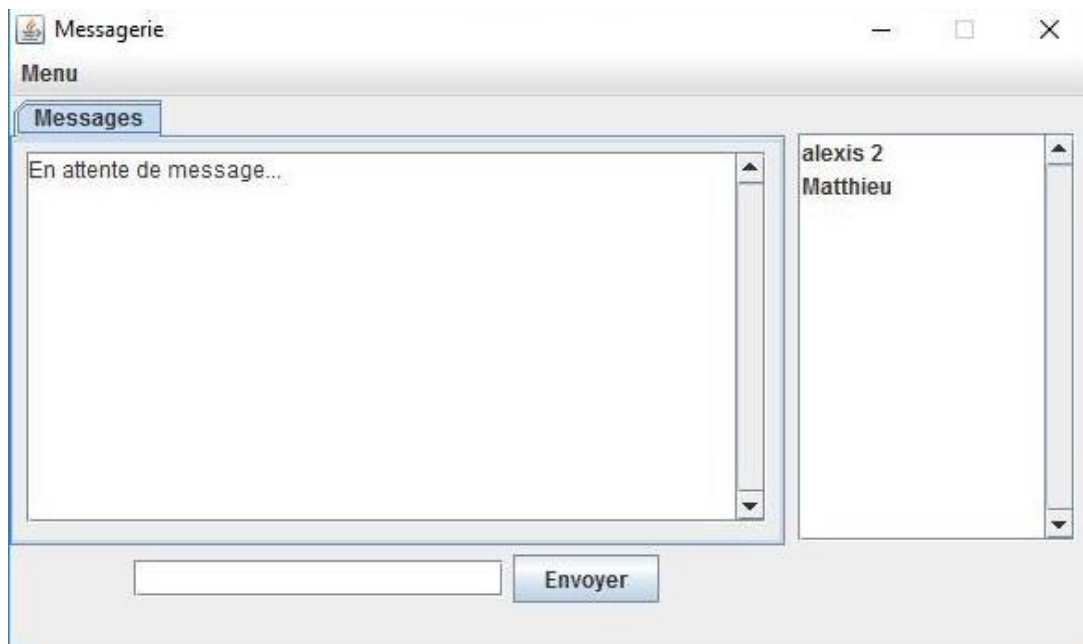 Messagerie
Menu
Messages
En attente de message...
alexis 2
Matthieu
Envoyer